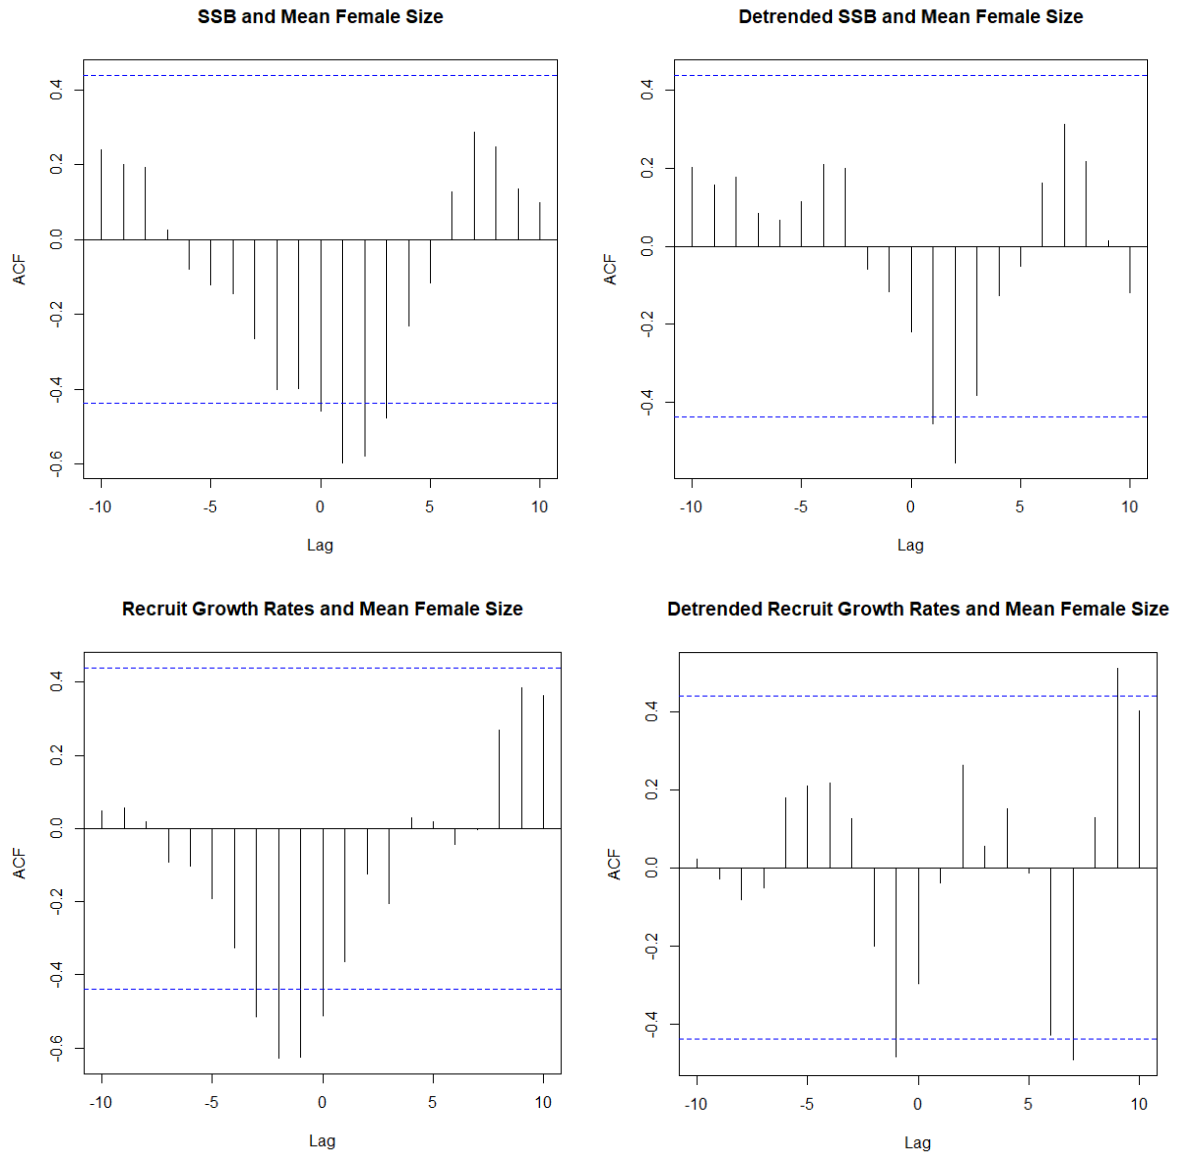 SSB and Mean Female Size
ACF
0.4
0.2
0.0
-0.2
-0.4
-0.6
-10 -5 0 5 10
Lag
Detrended SSB and Mean Female Size
ACF
0.4
0.2
0.0
-0.2
-0.4
-10 -5 0 5 10
Lag
Recruit Growth Rates and Mean Female Size
ACF
0.4
0.2
0.0
-0.2
-0.4
-0.6
-10 -5 0 5 10
Lag
Detrended Recruit Growth Rates and Mean Female Size
ACF
0.4
0.2
0.0
-0.2
-0.4
-10 -5 0 5 10
Lag